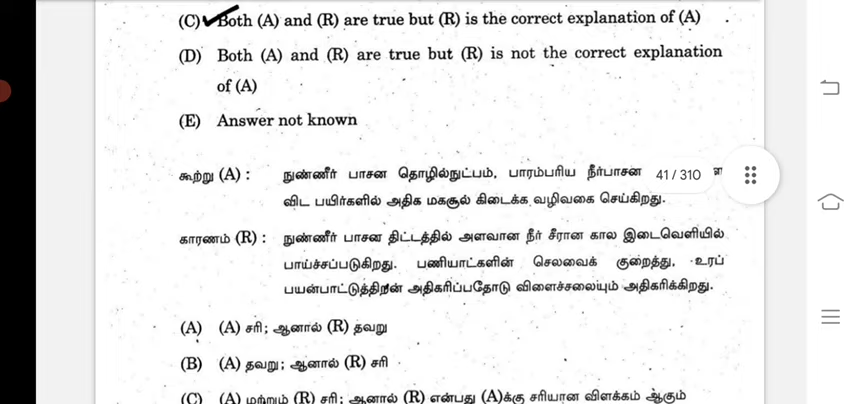 (C) Both (A) and (R) are true but (R) is the correct explanation of (A)
(D) Both (A) and (R) are true but (R) is not the correct explanation
of (A)
(E) Answer not known
கூற்று (A) : நுண்ணீர் பாசன தொழில்நுட்பம், பாரம்பரிய நீர்பாசன
41 / 310
விட பயிர்களில் அதிக மகசூல் கிடைக்க வழிவகை செய்கிறது.
காரணம் (R) : நுண்ணீர் பாசன திட்டத்தில் அளவான நீர் சீரான கால இடைவெளியில்
பாய்ச்சப்படுகிறது. பணியாட்களின் செலவைக் குறைத்து, உரப்
பயன்பாட்டுத்திறன் அதிகரிப்பதோடு விளைச்சலையும் அதிகரிக்கிறது.
(A) (A) சரி; ஆனால் (R) தவறு
(B) (A) தவறு; ஆனால் (R) சரி
(C) (A) மற்றும் (R) சரி; ஆனால் (R) என்பது (A)க்கு சரியான விளக்கம் ஆகும்